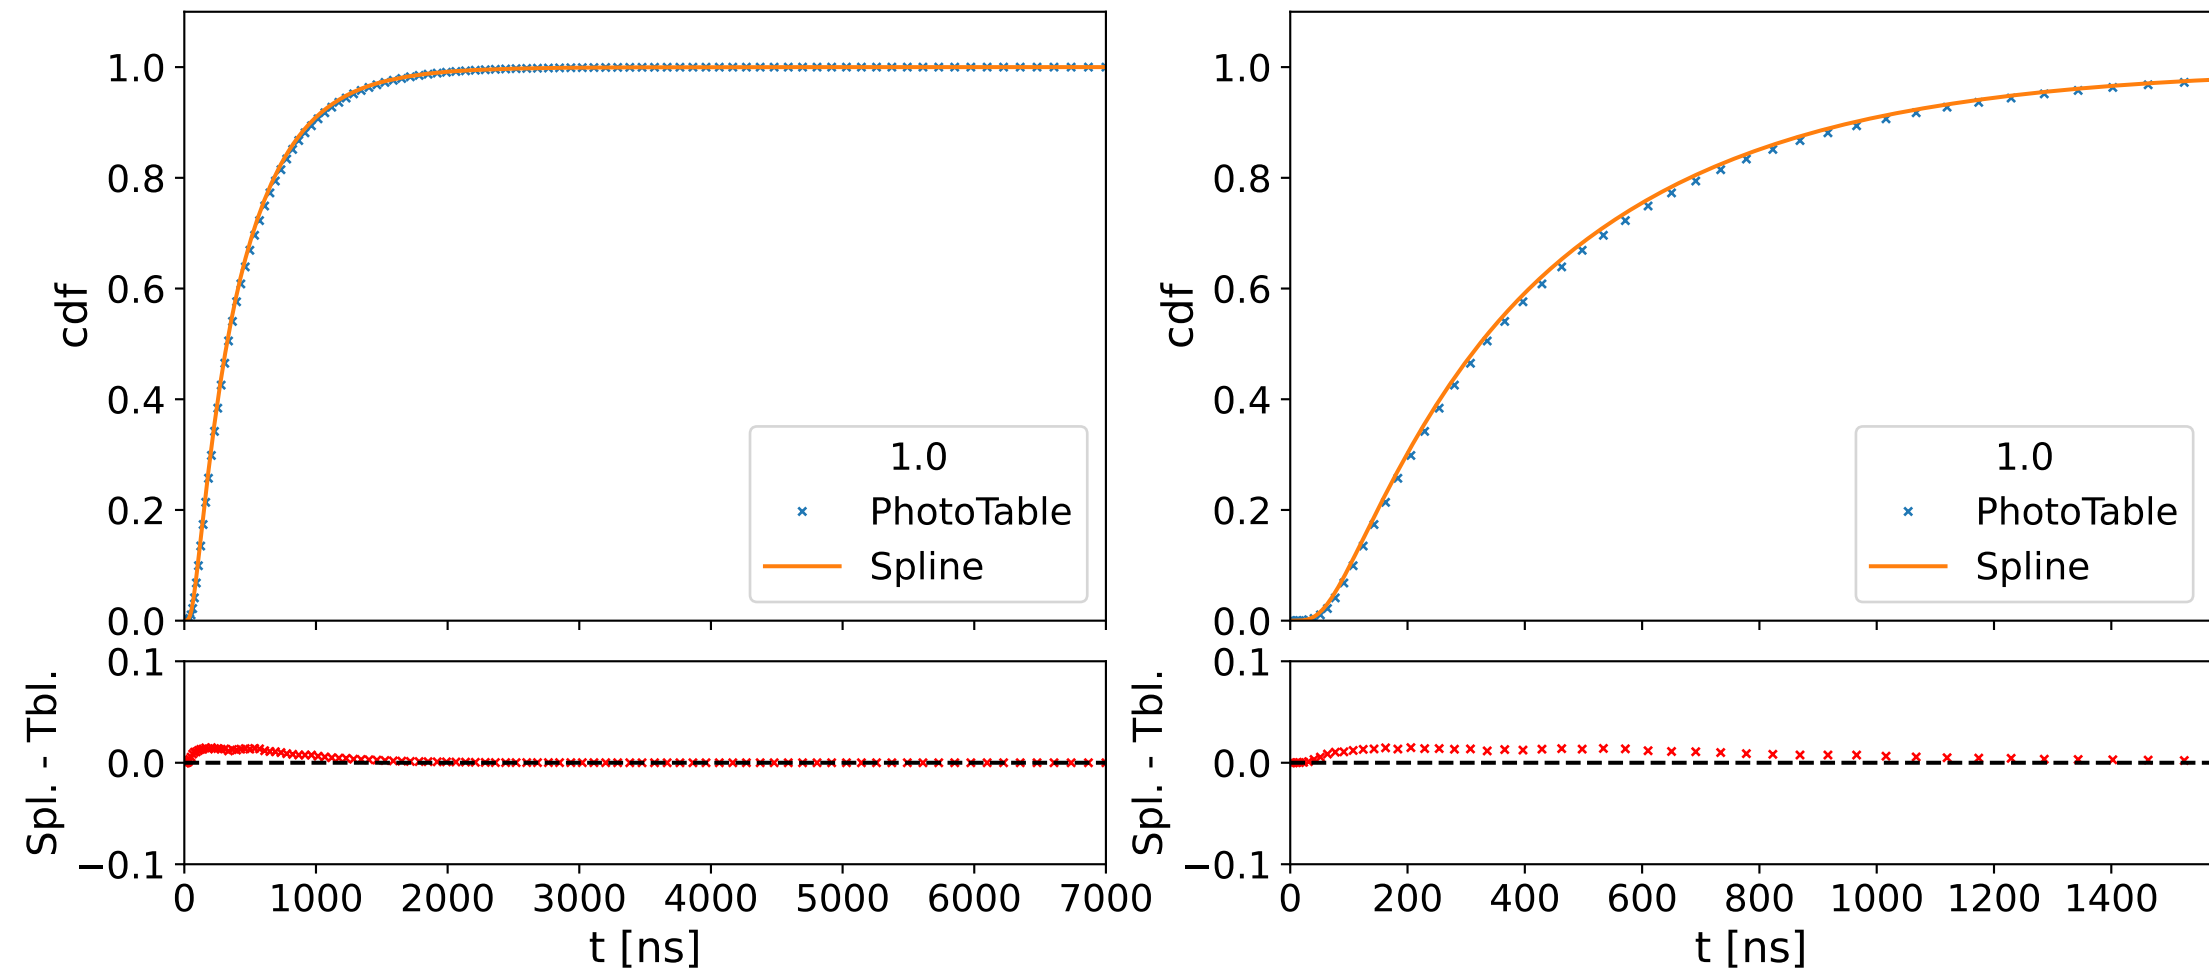 1.0
0.8
0.6
0.4
0.2
0.0
cdf
1.0
PhotoTable
Spline
0.1
0.0
−0.1
Spl. - Tbl.
0 1000 2000 3000 4000 5000 6000 7000
t [ns]
1.0
0.8
0.6
0.4
0.2
0.0
cdf
1.0
PhotoTable
Spline
0.1
0.0
−0.1
Spl. - Tbl.
0 200 400 600 800 1000 1200 1400
t [ns]